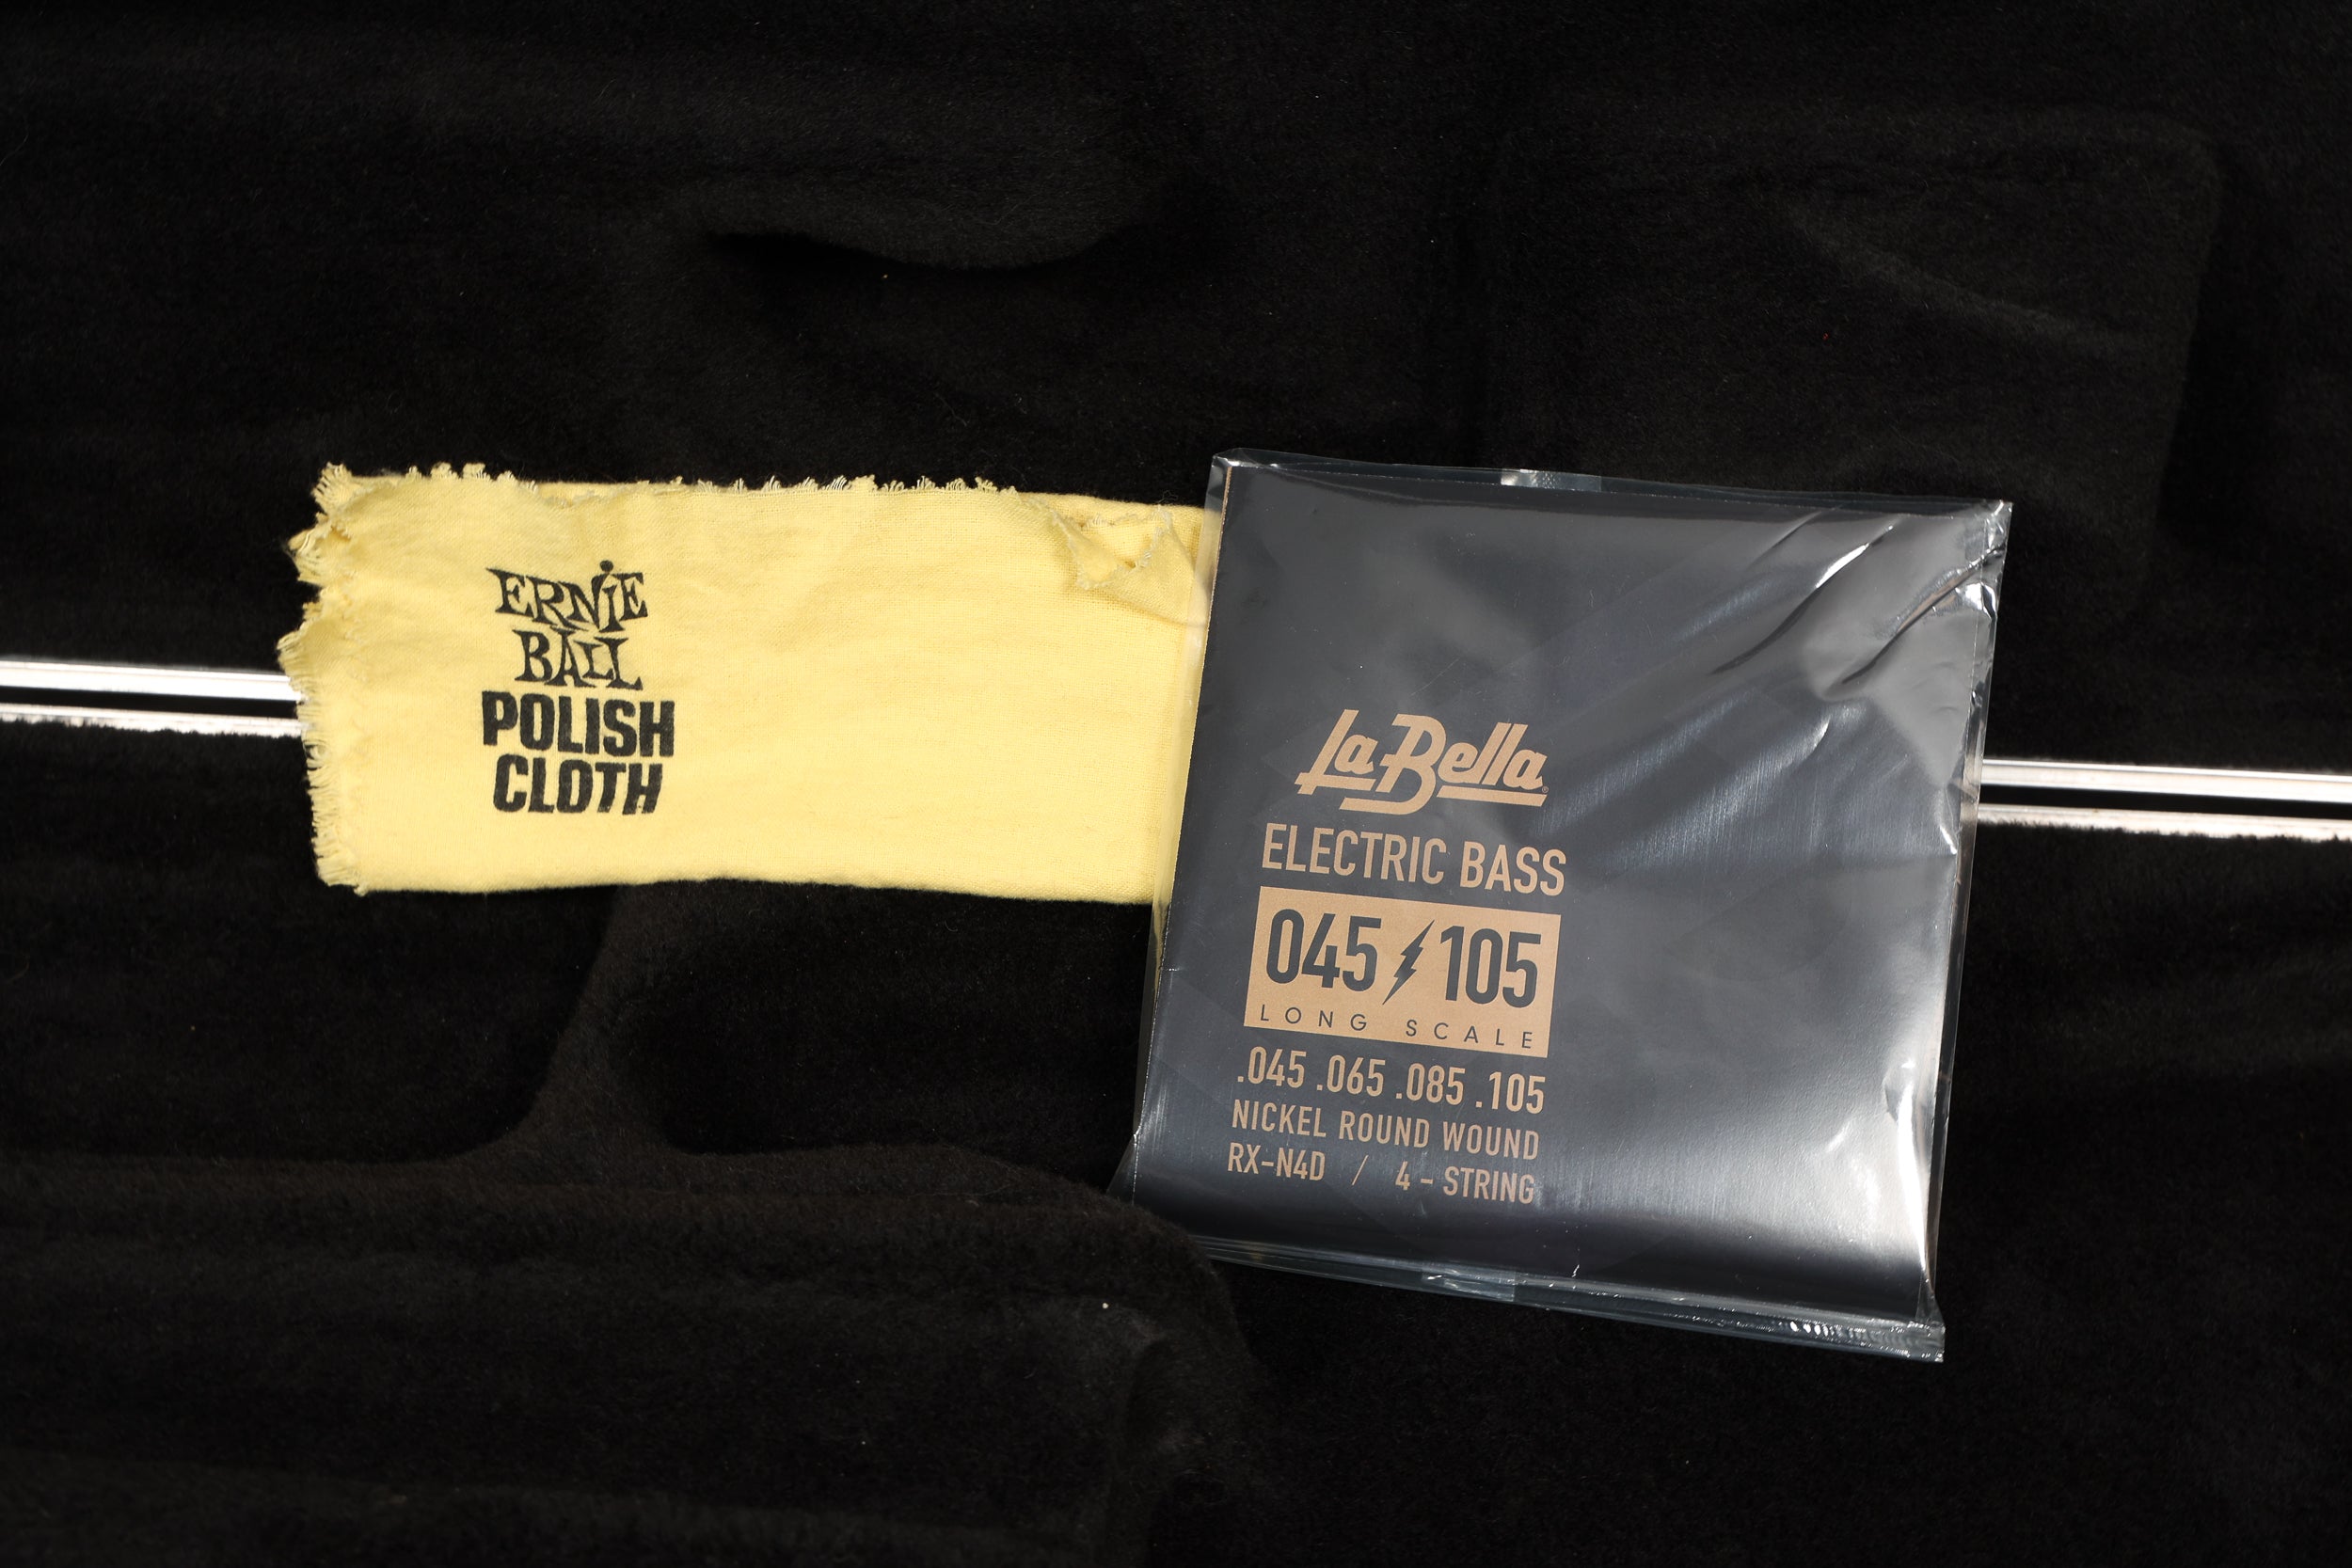 ERNIE
BALL
POLISH
CLOTH
La Bella
ELECTRIC BASS
045 105
LONG SCALE
.045 .065 .085 .105
NICKEL ROUND WOUND
RX-N4D / 4 - STRING